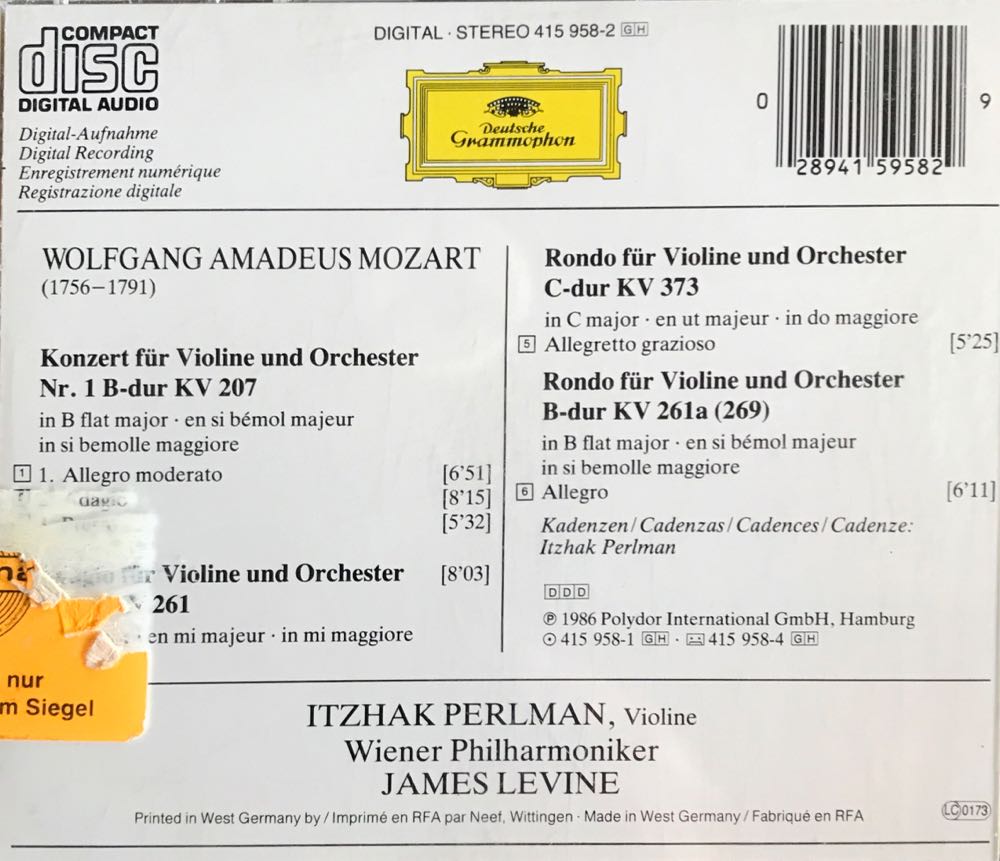 COMPACT
disc
DIGITAL AUDIO
Digital-Aufnahme
Digital Recording
Enregistrement numérique
Registrazione digitale
DIGITAL · STEREO 415 958-2 GH
Deutsche
Grammophon
0 28941 59582 9
WOLFGANG AMADEUS MOZART
(1756–1791)
Konzert für Violine und Orchester
Nr. 1 B-dur KV 207
in B flat major · en si bémol majeur
in si bemolle maggiore
1 1. Allegro moderato [6'51]
[8'15]
[5'32]
für Violine und Orchester [8'03]
261
· en mi majeur · in mi maggiore
nur
m Siegel
Rondo für Violine und Orchester
C-dur KV 373
in C major · en ut majeur · in do maggiore
5 Allegretto grazioso [5'25]
Rondo für Violine und Orchester
B-dur KV 261a (269)
in B flat major · en si bémol majeur
in si bemolle maggiore
6 Allegro [6'11]
Kadenzen/Cadenzas/Cadences/Cadenze:
Itzhak Perlman
DDD
℗ 1986 Polydor International GmbH, Hamburg
415 958-1 GH · 415 958-4 GH
ITZHAK PERLMAN, Violine
Wiener Philharmoniker
JAMES LEVINE
Printed in West Germany by / Imprimé en RFA par Neef, Wittingen · Made in West Germany / Fabriqué en RFA
LC 0173